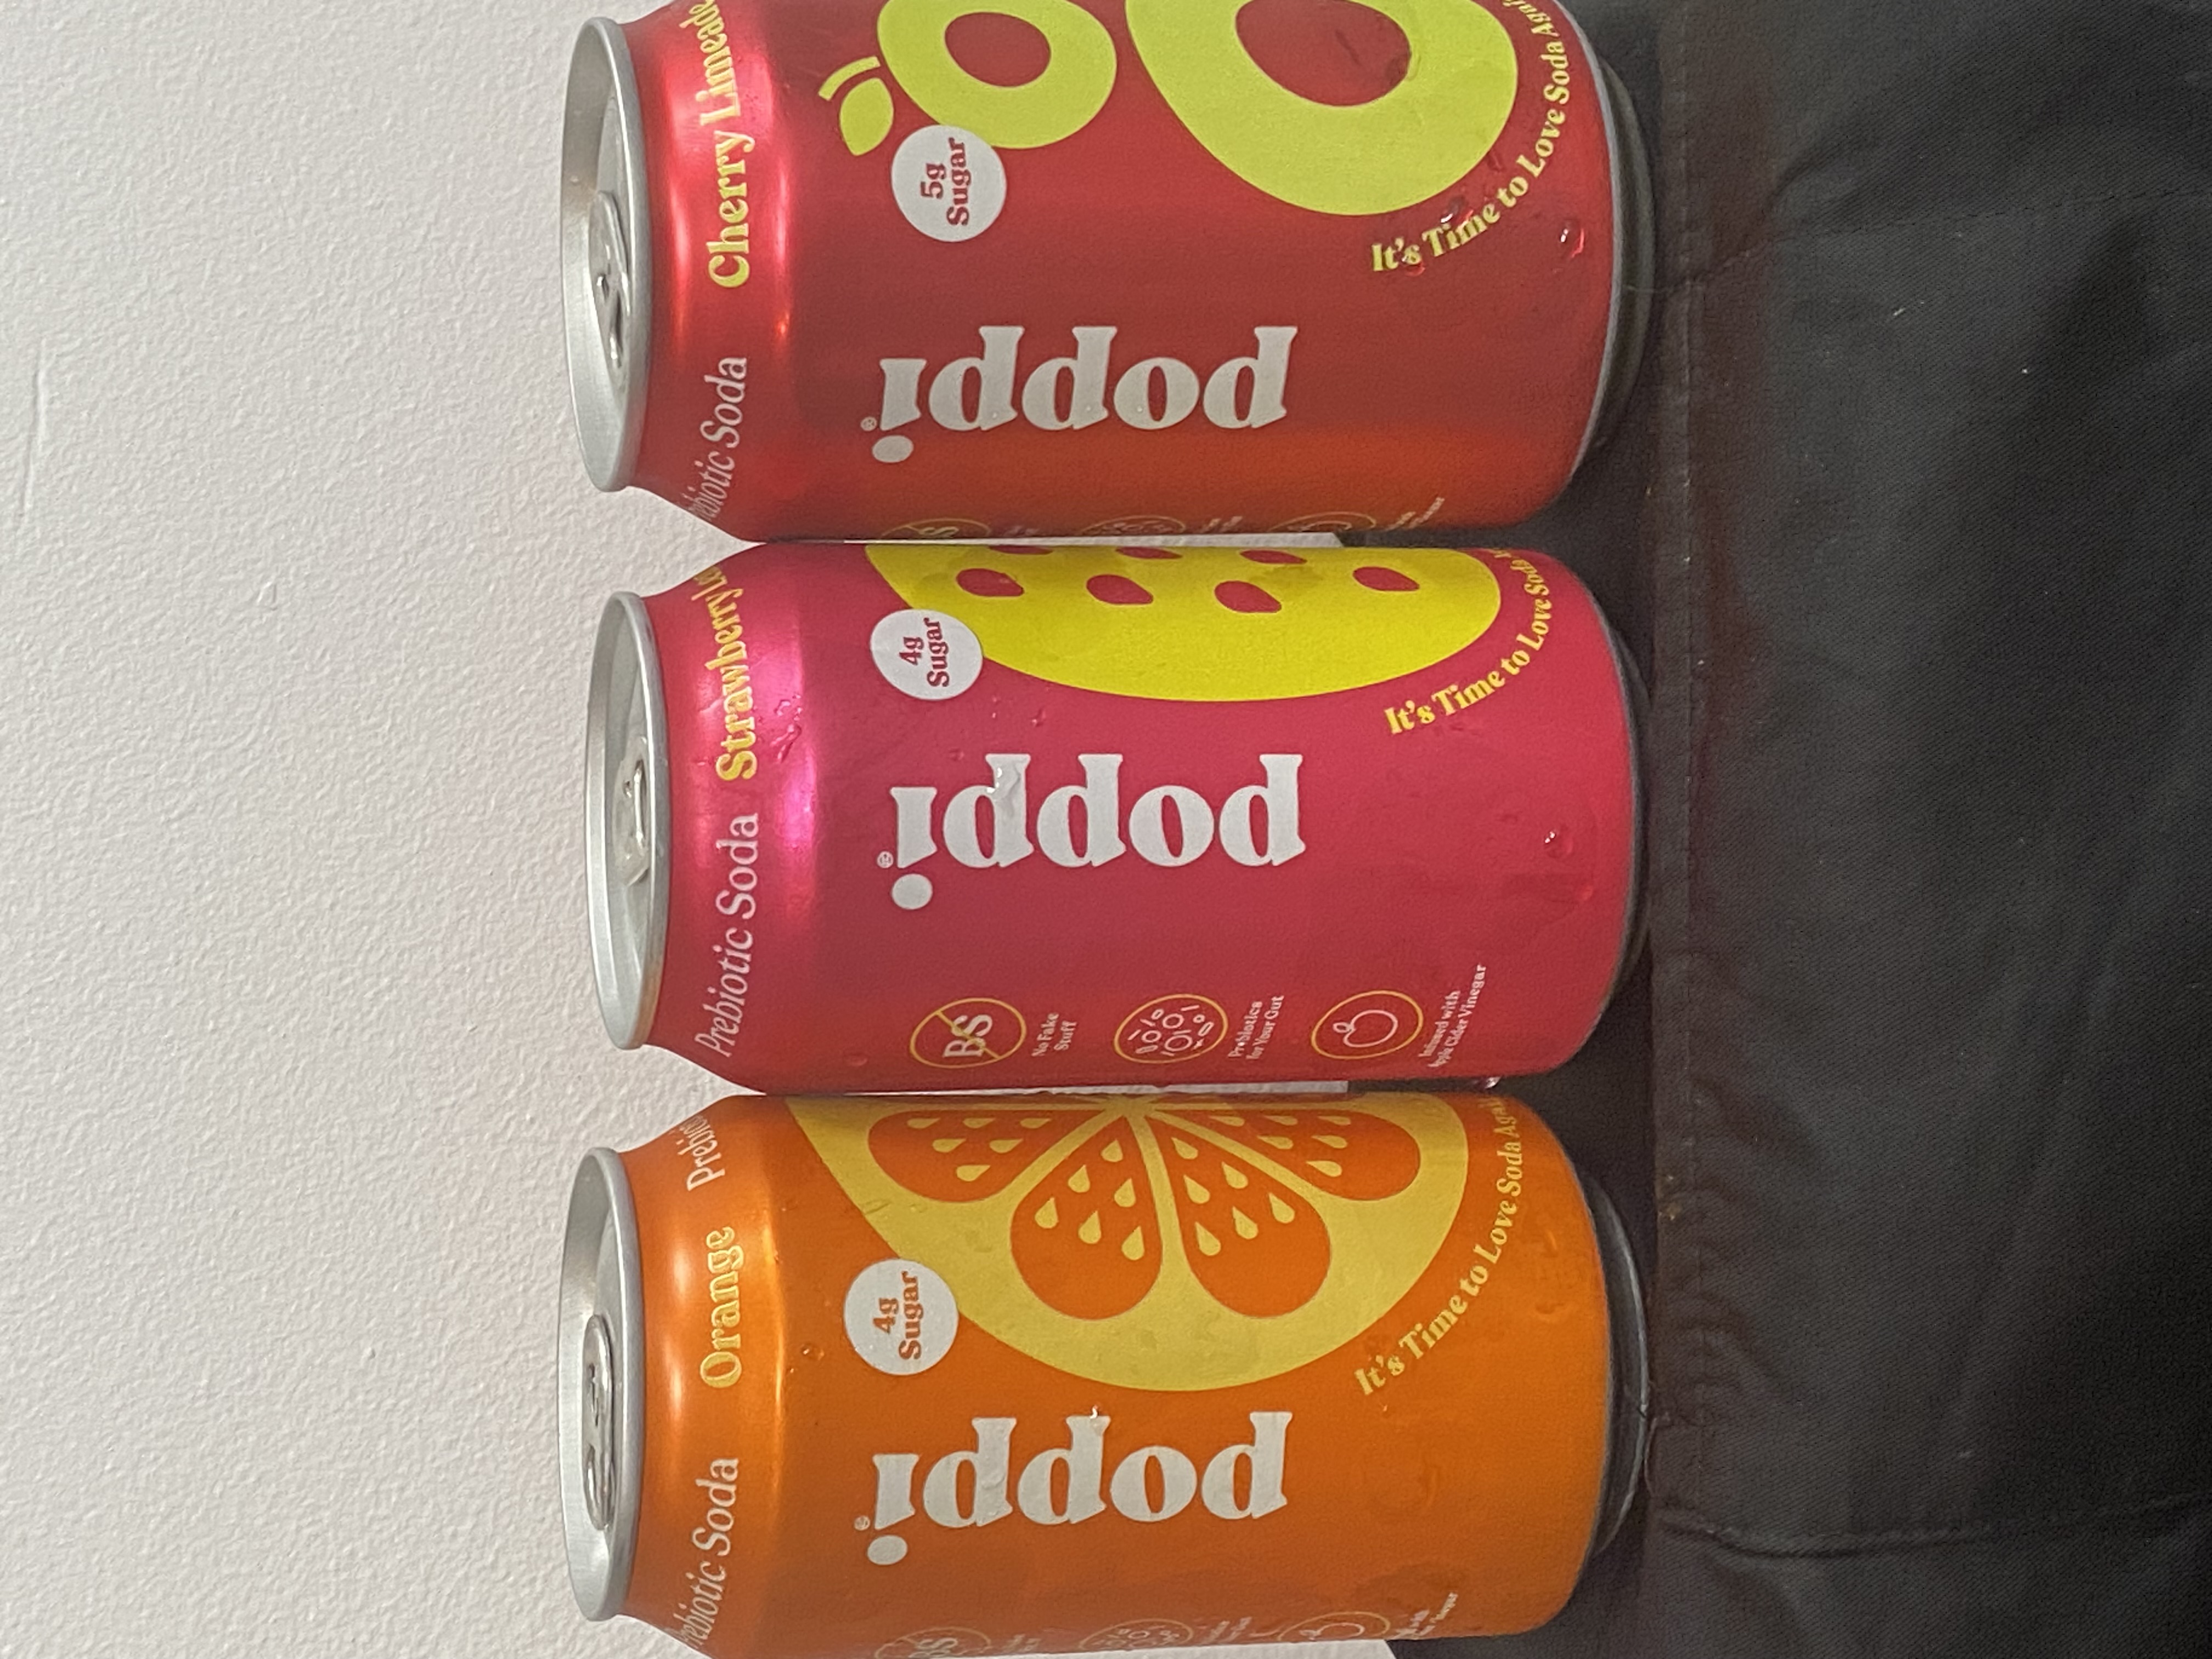 Prebiotic Soda
Orange
4g
Sugar
poppi®
It's Time to Love Soda Again
Prebiotic Soda
Strawberry
4g
Sugar
poppi®
BS
No Fake
Stuff
Prebiotics
for Your Gut
Infused with
Apple Cider Vinegar
It's Time to Love Soda
Soda
Cherry Limeade
5g
Sugar
poppi®
It's Time to Love Soda Again